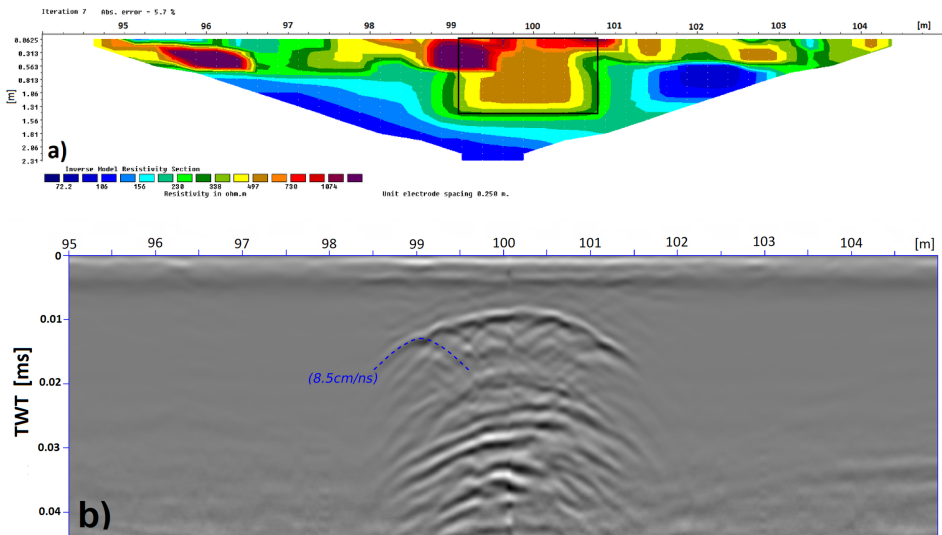 Iteration 7 Abs. error - 5.7 %
95 96 97 98 99 100 101 102 103 104 [m]
0.0625
0.313
0.563
0.813
1.06
1.31
1.56
1.81
2.06
2.31
[m]
a)
Inverse Model Resistivity Section
72.2 106 156 230 338 497 730 1074
Resistivity in ohm.m Unit electrode spacing 0.250 m.
95 96 97 98 99 100 101 102 103 104 [m]
0
0.01
0.02
0.03
0.04
TWT [ms]
(8.5cm/ns)
b)